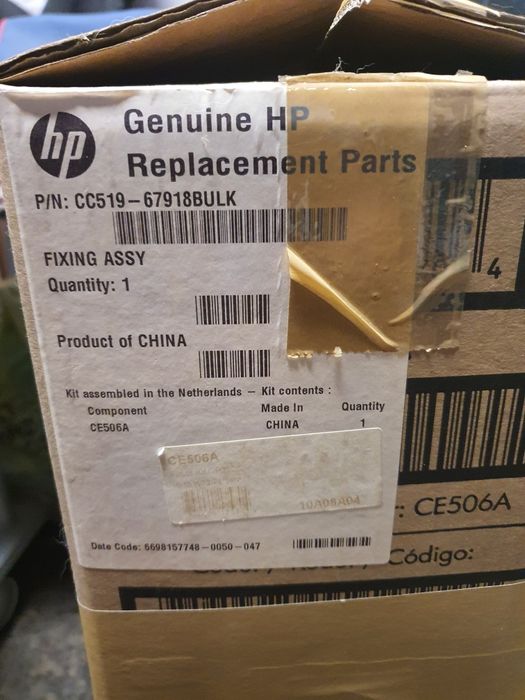 hp
Genuine HP
Replacement Parts
P/N: CC519-67918BULK
4
FIXING ASSY
Quantity: 1
Product of CHINA
Kit assembled in the Netherlands – Kit contents :
Component Made In Quantity
CE506A CHINA 1
CE506A
10A08A04
: CE506A
Date Code: 6698157748-0050-047
Código: